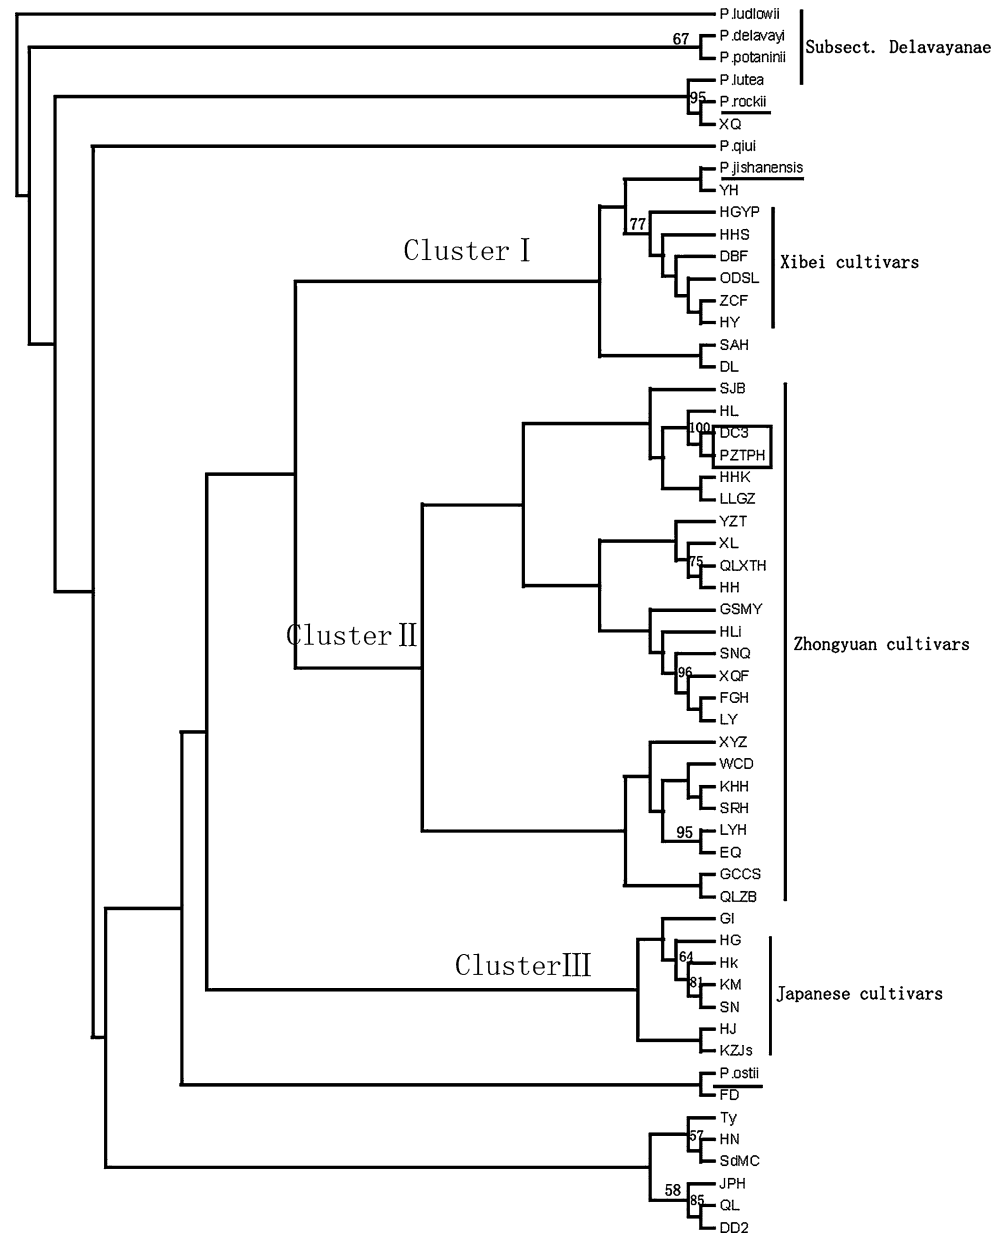 P.ludlowii
P.delavayi
67
Subsect. Delavayanae
P.potaninii
P.lutea
95
P.rockii
XQ
P.qiui
P.jishanensis
YH
HGYP
77
HHS
Cluster Ⅰ
DBF
Xibei cultivars
ODSL
ZCF
HY
SAH
DL
SJB
HL
100
DC3
PZTPH
HHK
LLGZ
YZT
XL
75
QLXTH
HH
GSMY
HLi
Cluster Ⅱ
Zhongyuan cultivars
SNQ
96
XQF
FGH
LY
XYZ
WCD
KHH
SRH
95
LYH
EQ
GCCS
QLZB
GI
HG
64
Hk
Cluster Ⅲ
81
KM
Japanese cultivars
SN
HJ
KZJs
P.ostii
FD
Ty
57
HN
SdMC
JPH
58
85
QL
DD2